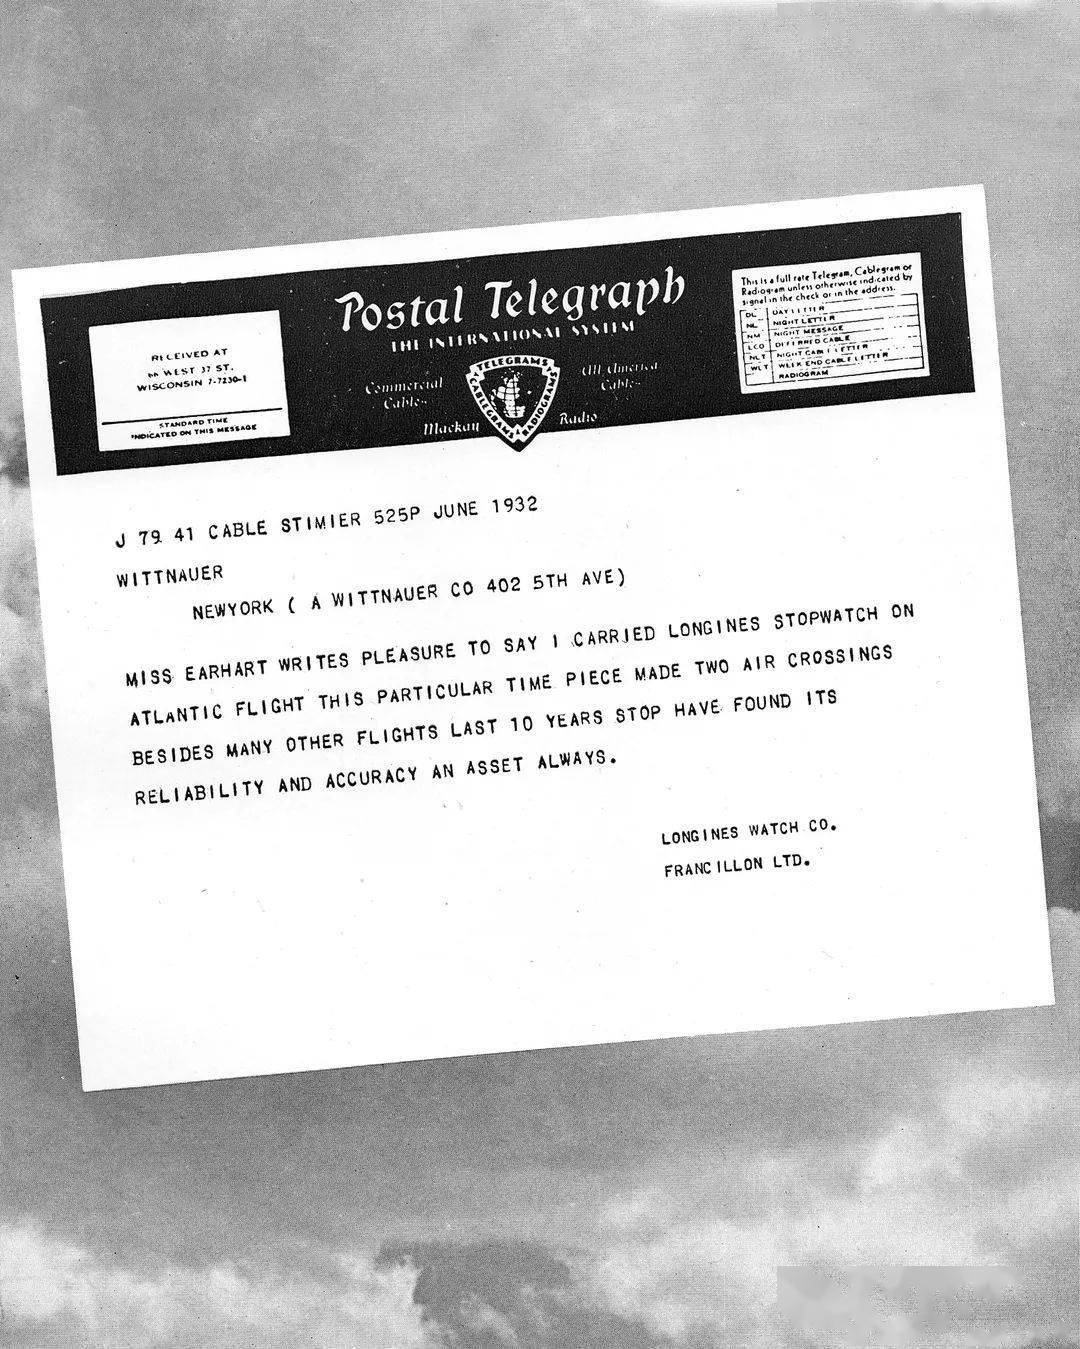 Postal Telegraph
THE INTERNATIONAL SYSTEM
Commercial
Cables
All America
Cables
Mackay
Radio
TELEGRAMS
CABLEGRAMS
RADIOGRAMS
RECEIVED AT
WEST 37 ST.
WISCONSIN 7-7230-1
STANDARD TIME
INDICATED ON THIS MESSAGE
This is a full rate Telegram, Cablegram or
Radiogram unless otherwise indicated by
signal in the check or in the address.
DL DAY LETTER
NL NIGHT LETTER
NM NIGHT MESSAGE
LCO DEFERRED CABLE
NLT NIGHT CABLE LETTER
WLT WEEK END CABLE LETTER
RADIOGRAM
J 79 41 CABLE STIMIER 525P JUNE 1932
WITTNAUER
NEWYORK ( A WITTNAUER CO 402 5TH AVE)
MISS EARHART WRITES PLEASURE TO SAY I CARRIED LONGINES STOPWATCH ON
ATLANTIC FLIGHT THIS PARTICULAR TIME PIECE MADE TWO AIR CROSSINGS
BESIDES MANY OTHER FLIGHTS LAST 10 YEARS STOP HAVE FOUND ITS
RELIABILITY AND ACCURACY AN ASSET ALWAYS.
LONGINES WATCH CO.
FRANCILLON LTD.